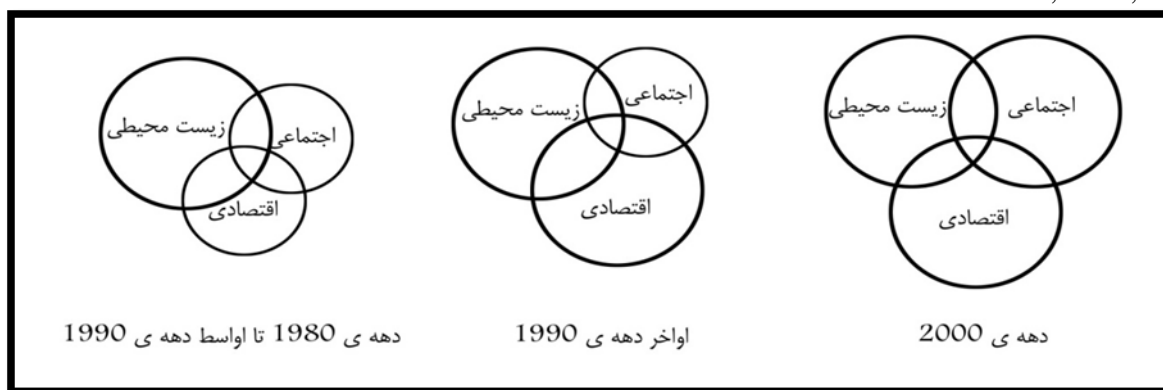 زیست محیطی
اجتماعی
اقتصادی
دهه ی 1980 تا اواسط دهه ی 1990
زیست محیطی
اجتماعی
اقتصادی
اواخر دهه ی 1990
زیست محیطی
اجتماعی
اقتصادی
دهه ی 2000